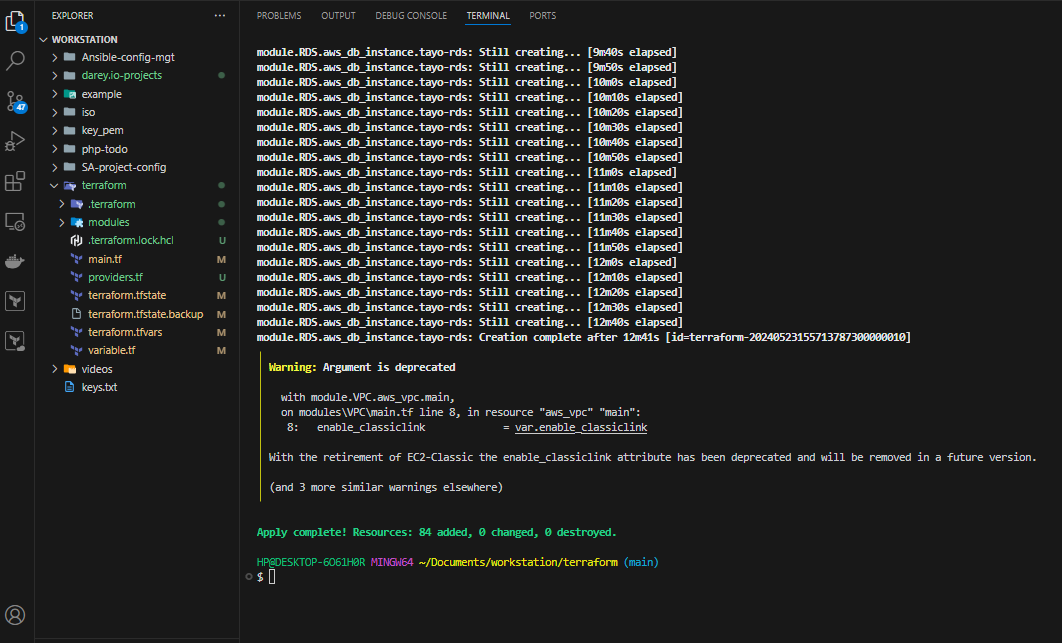 EXPLORER
···
WORKSTATION
Ansible-config-mgt
darey.io-projects
example
iso
key_pem
php-todo
SA-project-config
terraform
.terraform
modules
.terraform.lock.hcl U
main.tf M
providers.tf U
terraform.tfstate M
terraform.tfstate.backup M
terraform.tfvars M
variable.tf M
videos
keys.txt
1
47
PROBLEMS OUTPUT DEBUG CONSOLE TERMINAL PORTS
module.RDS.aws_db_instance.tayo-rds: Still creating... [9m40s elapsed]
module.RDS.aws_db_instance.tayo-rds: Still creating... [9m50s elapsed]
module.RDS.aws_db_instance.tayo-rds: Still creating... [10m0s elapsed]
module.RDS.aws_db_instance.tayo-rds: Still creating... [10m10s elapsed]
module.RDS.aws_db_instance.tayo-rds: Still creating... [10m20s elapsed]
module.RDS.aws_db_instance.tayo-rds: Still creating... [10m30s elapsed]
module.RDS.aws_db_instance.tayo-rds: Still creating... [10m40s elapsed]
module.RDS.aws_db_instance.tayo-rds: Still creating... [10m50s elapsed]
module.RDS.aws_db_instance.tayo-rds: Still creating... [11m0s elapsed]
module.RDS.aws_db_instance.tayo-rds: Still creating... [11m10s elapsed]
module.RDS.aws_db_instance.tayo-rds: Still creating... [11m20s elapsed]
module.RDS.aws_db_instance.tayo-rds: Still creating... [11m30s elapsed]
module.RDS.aws_db_instance.tayo-rds: Still creating... [11m40s elapsed]
module.RDS.aws_db_instance.tayo-rds: Still creating... [11m50s elapsed]
module.RDS.aws_db_instance.tayo-rds: Still creating... [12m0s elapsed]
module.RDS.aws_db_instance.tayo-rds: Still creating... [12m10s elapsed]
module.RDS.aws_db_instance.tayo-rds: Still creating... [12m20s elapsed]
module.RDS.aws_db_instance.tayo-rds: Still creating... [12m30s elapsed]
module.RDS.aws_db_instance.tayo-rds: Still creating... [12m40s elapsed]
module.RDS.aws_db_instance.tayo-rds: Creation complete after 12m41s [id=terraform-20240523155713787300000010]
Warning: Argument is deprecated
with module.VPC.aws_vpc.main,
on modules\VPC\main.tf line 8, in resource "aws_vpc" "main":
8: enable_classiclink = var.enable_classiclink
With the retirement of EC2-Classic the enable_classiclink attribute has been deprecated and will be removed in a future version.
(and 3 more similar warnings elsewhere)
Apply complete! Resources: 84 added, 0 changed, 0 destroyed.
HP@DESKTOP-6O61H0R MINGW64 ~/Documents/workstation/terraform (main)
$